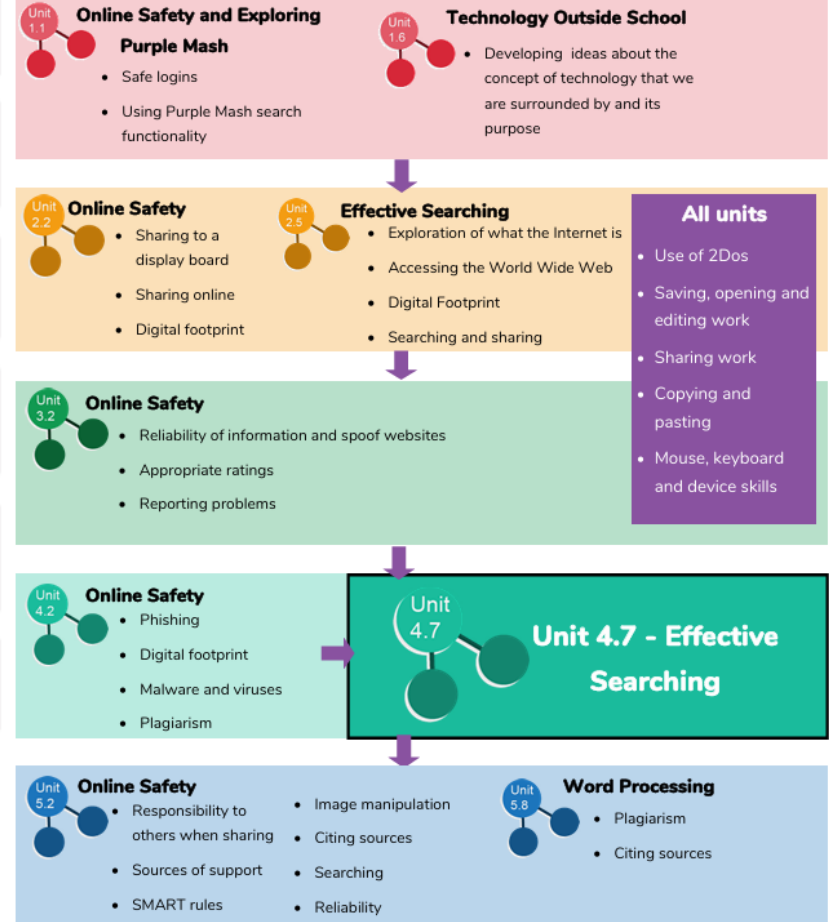 Unit
1.1
Online Safety and Exploring
Purple Mash
• Safe logins
• Using Purple Mash search
functionality
Unit
1.6
Technology Outside School
• Developing ideas about the
concept of technology that we
are surrounded by and its
purpose
Unit
2.2
Online Safety
• Sharing to a
display board
• Sharing online
• Digital footprint
Unit
2.5
Effective Searching
• Exploration of what the Internet is
• Accessing the World Wide Web
• Digital Footprint
• Searching and sharing
All units
• Use of 2Dos
• Saving, opening and
editing work
• Sharing work
• Copying and
pasting
• Mouse, keyboard
and device skills
Unit
3.2
Online Safety
• Reliability of information and spoof websites
• Appropriate ratings
• Reporting problems
Unit
4.2
Online Safety
• Phishing
• Digital footprint
• Malware and viruses
• Plagiarism
Unit
4.7
Unit 4.7 - Effective
Searching
Unit
5.2
Online Safety
• Responsibility to
others when sharing
• Sources of support
• SMART rules
• Image manipulation
• Citing sources
• Searching
• Reliability
Unit
5.8
Word Processing
• Plagiarism
• Citing sources